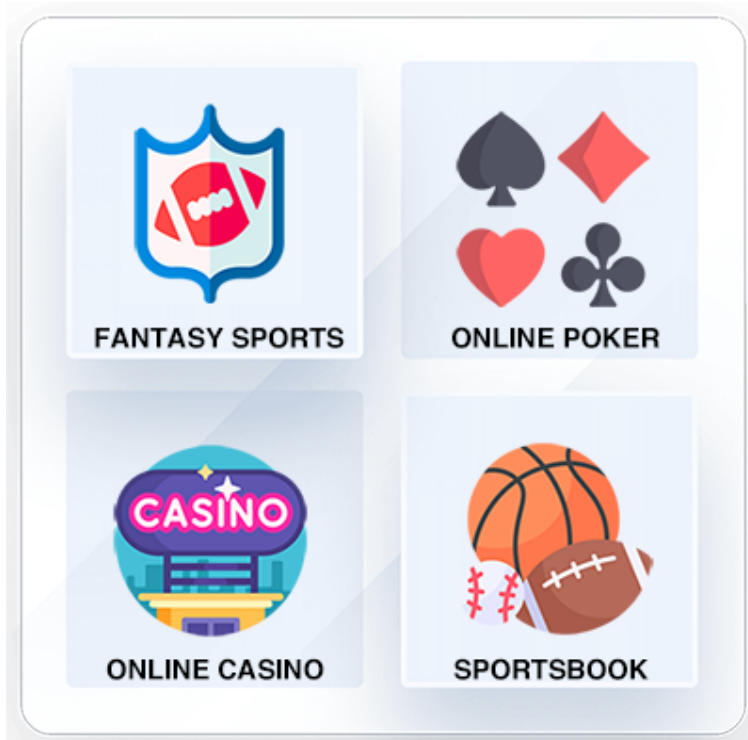 FANTASY SPORTS
ONLINE POKER
CASINO
ONLINE CASINO
SPORTSBOOK